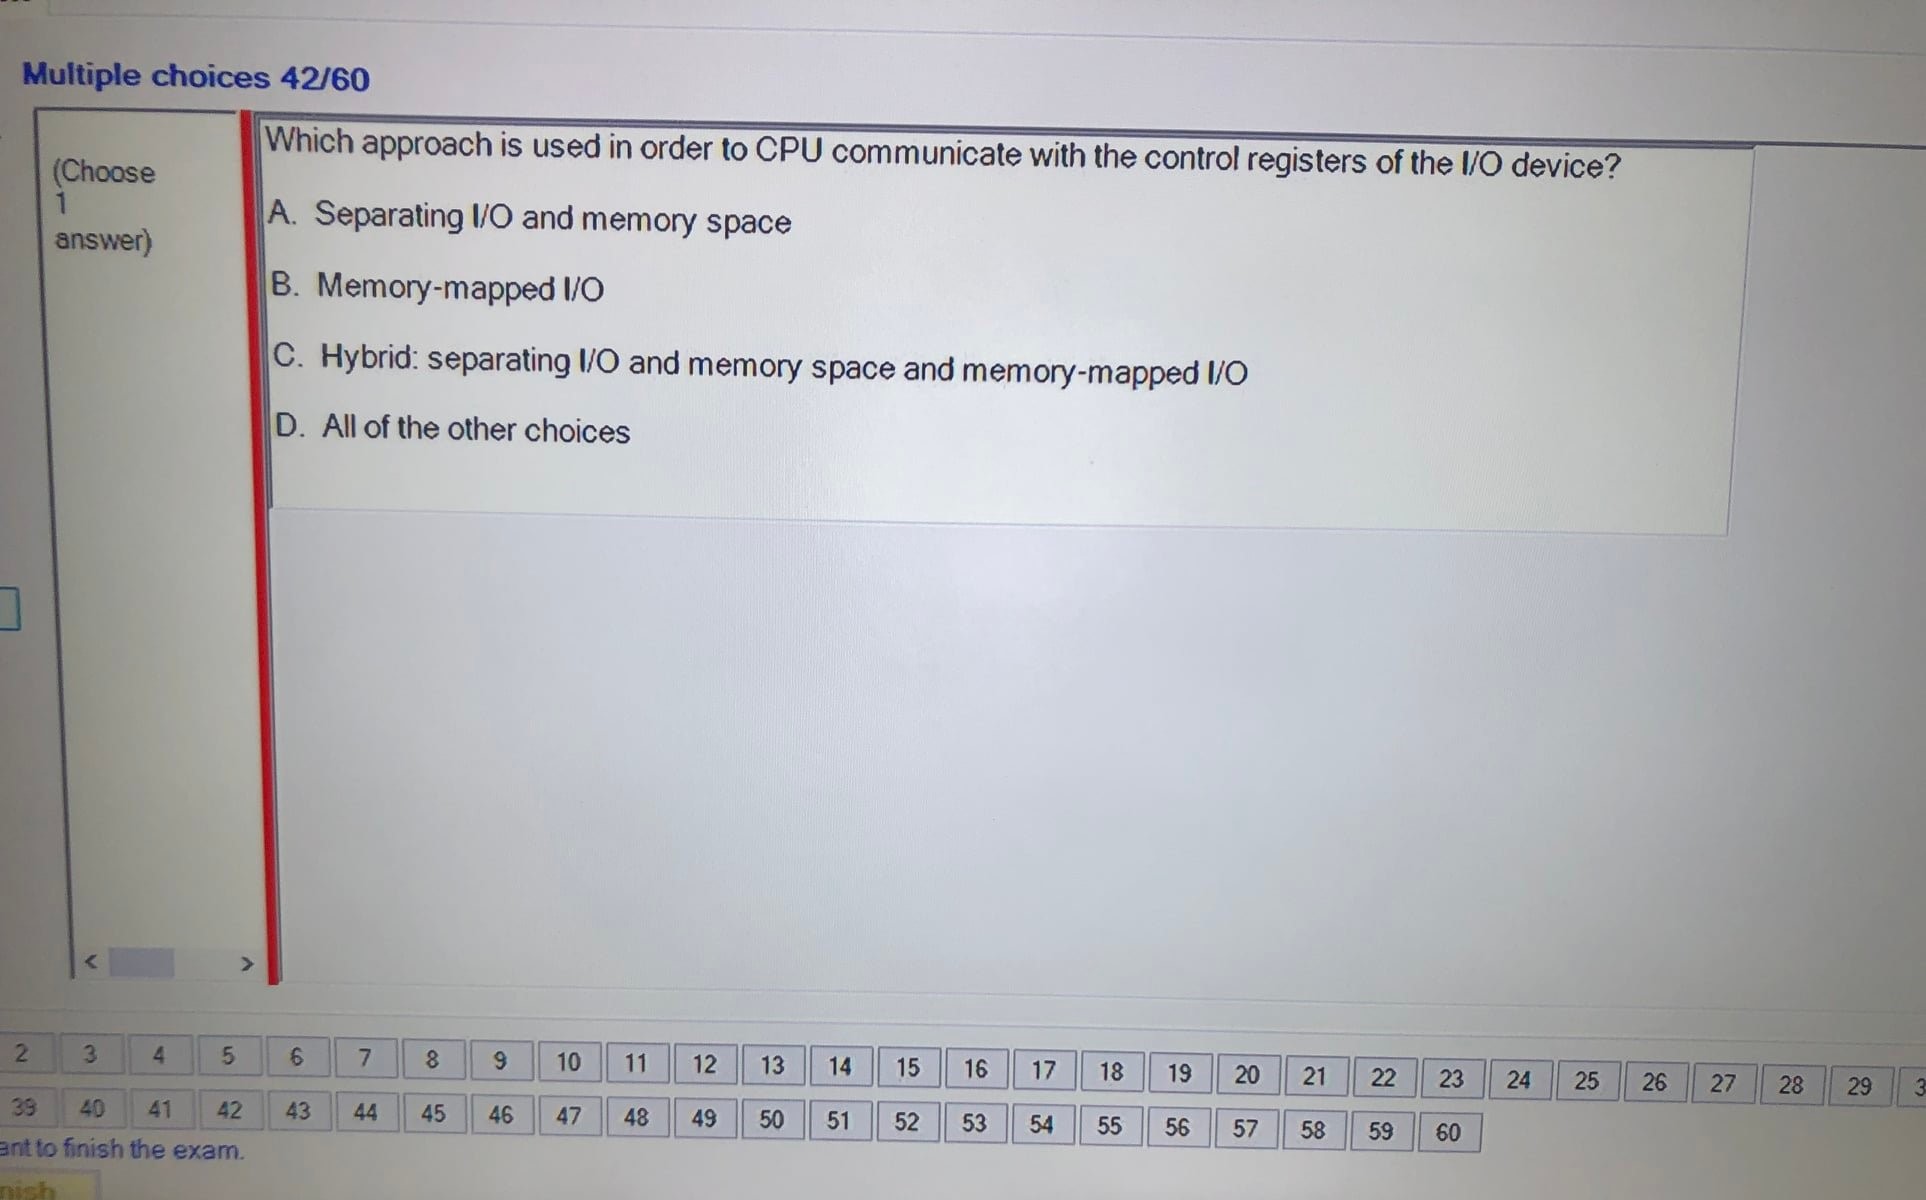 Multiple choices 42/60
(Choose
1
answer)
Which approach is used in order to CPU communicate with the control registers of the I/O device?
A. Separating I/O and memory space
B. Memory-mapped I/O
C. Hybrid: separating I/O and memory space and memory-mapped I/O
D. All of the other choices
2 3 4 5 6 7 8 9 10 11 12 13 14 15 16 17 18 19 20 21 22 23 24 25 26 27 28 29
39 40 41 42 43 44 45 46 47 48 49 50 51 52 53 54 55 56 57 58 59 60
to finish the exam.